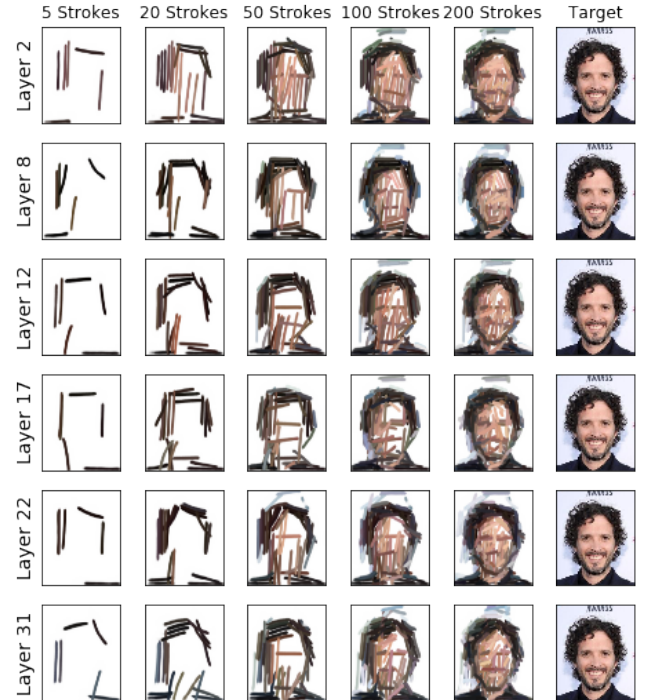 5 Strokes 20 Strokes 50 Strokes 100 Strokes 200 Strokes Target
Layer 2
Layer 8
Layer 12
Layer 17
Layer 22
Layer 31